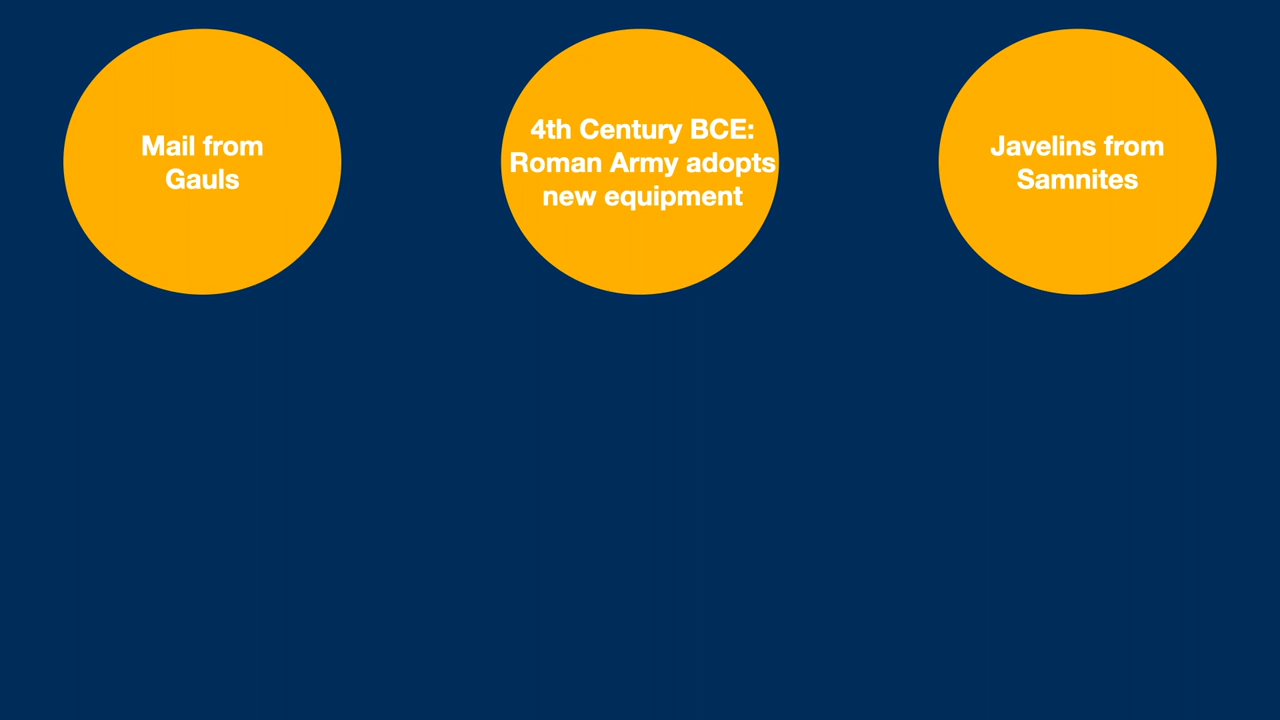 Mail from
Gauls
4th Century BCE:
Roman Army adopts
new equipment
Javelins from
Samnites